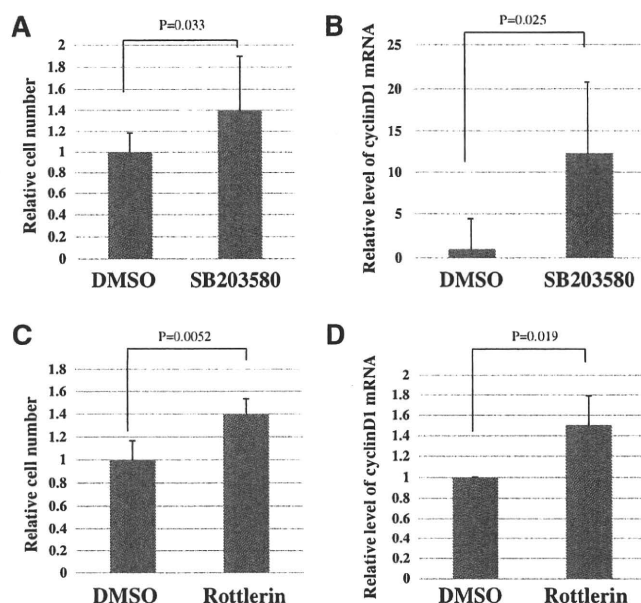 A
P=0.033
Relative cell number
2
1.8
1.6
1.4
1.2
1
0.8
0.6
0.4
0.2
0
DMSO SB203580
B
P=0.025
Relative level of cyclinD1 mRNA
25
20
15
10
5
0
DMSO SB203580
C
P=0.0052
Relative cell number
1.8
1.6
1.4
1.2
1
0.8
0.6
0.4
0.2
0
DMSO Rottlerin
D
P=0.019
Relative level of cyclinD1 mRNA
2
1.8
1.6
1.4
1.2
1
0.8
0.6
0.4
0.2
0
DMSO Rottlerin